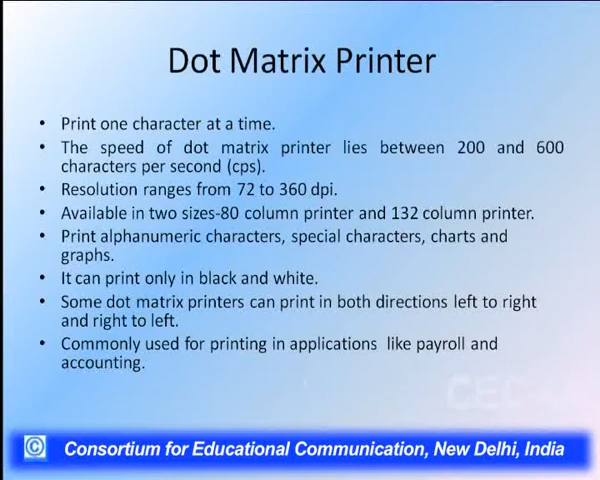 Dot Matrix Printer
• Print one character at a time.
• The speed of dot matrix printer lies between 200 and 600
characters per second (cps).
• Resolution ranges from 72 to 360 dpi.
• Available in two sizes-80 column printer and 132 column printer.
• Print alphanumeric characters, special characters, charts and
graphs.
• It can print only in black and white.
• Some dot matrix printers can print in both directions left to right
and right to left.
• Commonly used for printing in applications like payroll and
accounting.
CEC
© Consortium for Educational Communication, New Delhi, India